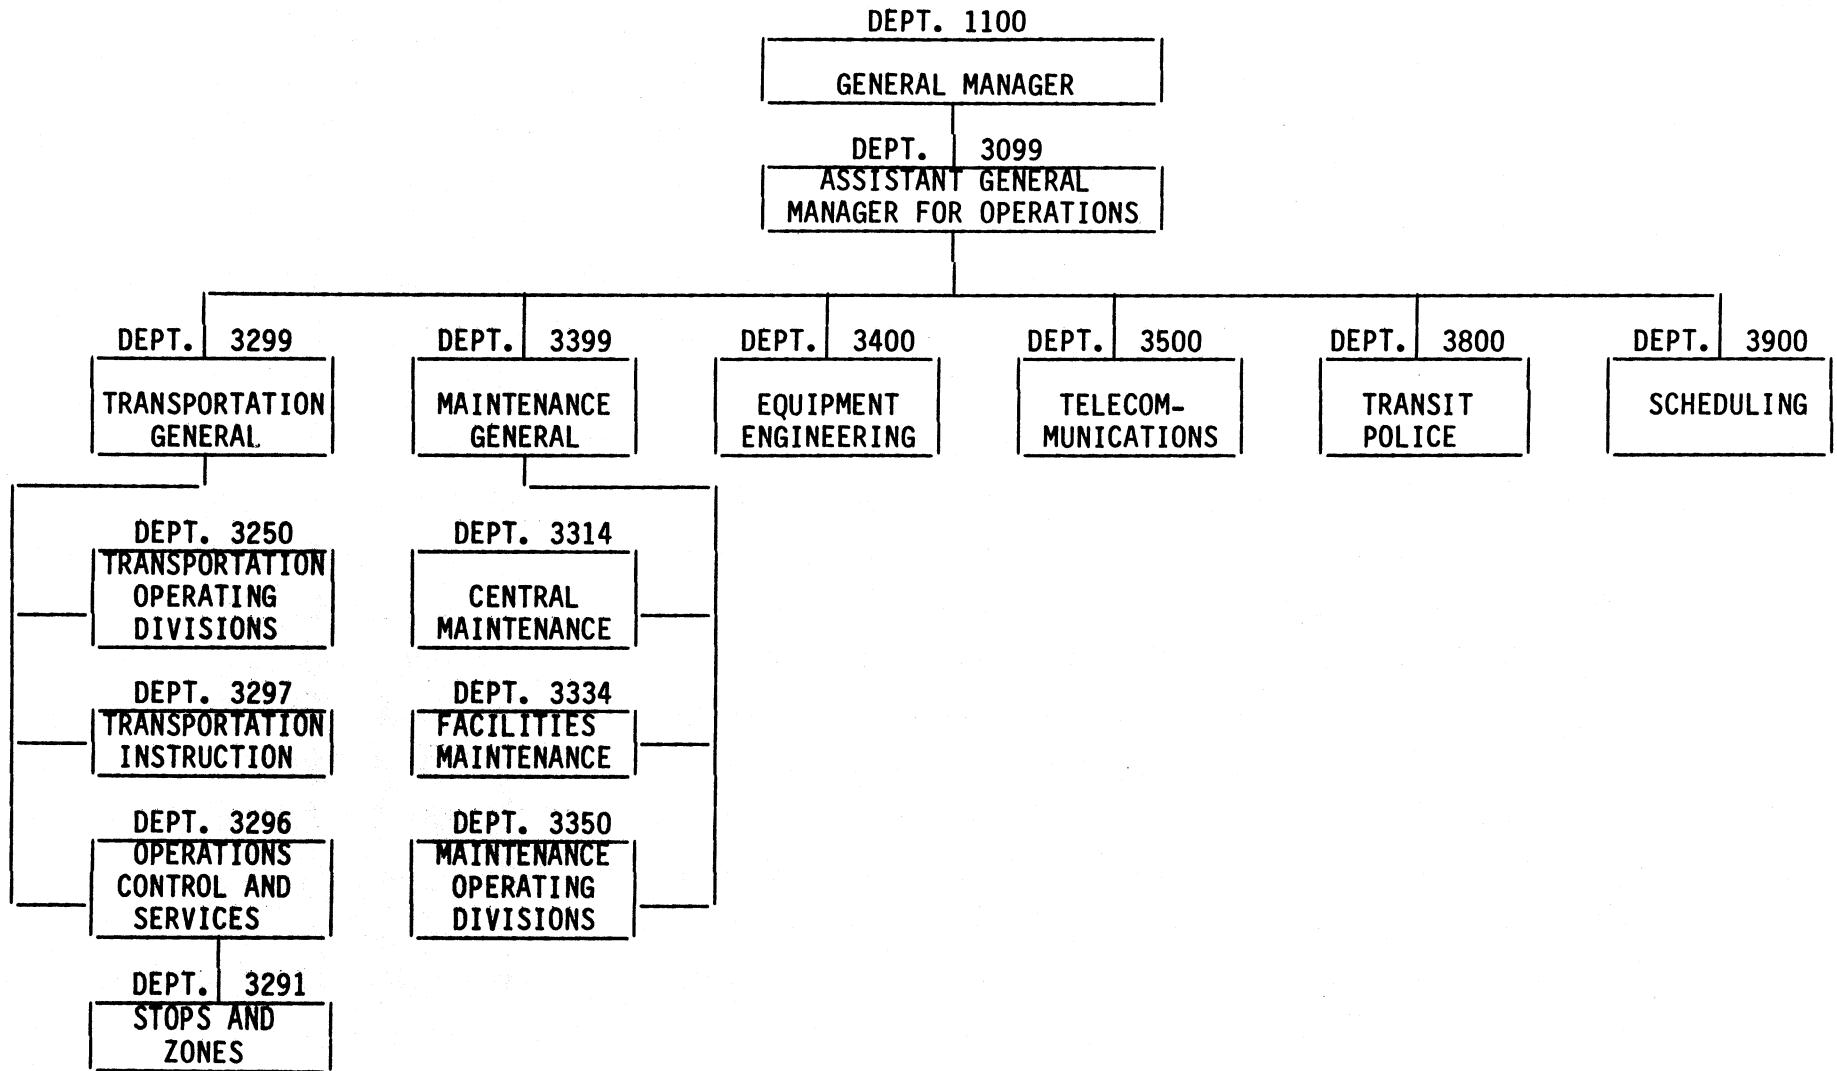 DEPT. 1100
GENERAL MANAGER
DEPT. 3099
ASSISTANT GENERAL
MANAGER FOR OPERATIONS
DEPT. 3299
TRANSPORTATION
GENERAL
DEPT. 3399
MAINTENANCE
GENERAL
DEPT. 3400
EQUIPMENT
ENGINEERING
DEPT. 3500
TELECOM-
MUNICATIONS
DEPT. 3800
TRANSIT
POLICE
DEPT. 3900
SCHEDULING
DEPT. 3250
TRANSPORTATION
OPERATING
DIVISIONS
DEPT. 3297
TRANSPORTATION
INSTRUCTION
DEPT. 3296
OPERATIONS
CONTROL AND
SERVICES
DEPT. 3291
STOPS AND
ZONES
DEPT. 3314
CENTRAL
MAINTENANCE
DEPT. 3334
FACILITIES
MAINTENANCE
DEPT. 3350
MAINTENANCE
OPERATING
DIVISIONS